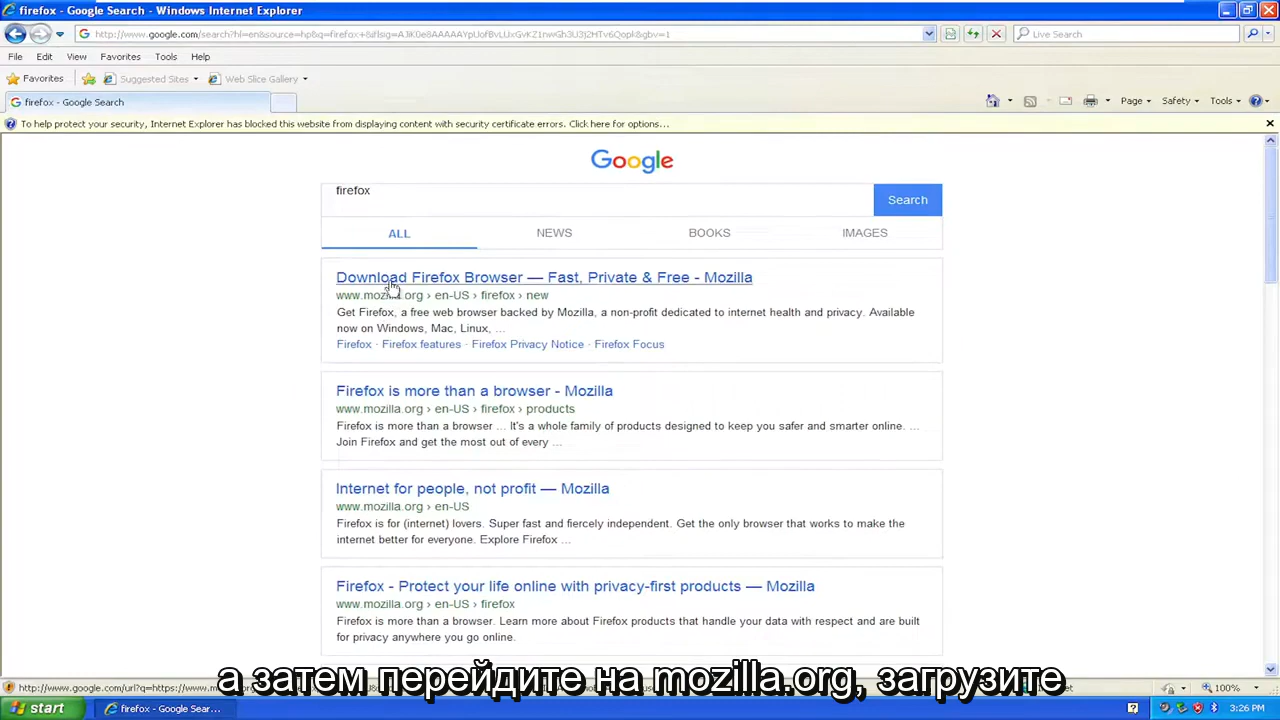 firefox - Google Search - Windows Internet Explorer
Live Search
File Edit View Favorites Tools Help
Favorites Suggested Sites Web Slice Gallery
firefox - Google Search
Page Safety Tools
To help protect your security, Internet Explorer has blocked this website from displaying content with security certificate errors. Click here for options...
Google
firefox
Search
ALL NEWS BOOKS IMAGES
Download Firefox Browser — Fast, Private & Free - Mozilla
www.mozilla.org › en-US › firefox › new
Get Firefox, a free web browser backed by Mozilla, a non-profit dedicated to internet health and privacy. Available
now on Windows, Mac, Linux, ...
Firefox · Firefox features · Firefox Privacy Notice · Firefox Focus
Firefox is more than a browser - Mozilla
www.mozilla.org › en-US › firefox › products
Firefox is more than a browser ... It's a whole family of products designed to keep you safer and smarter online. ...
Join Firefox and get the most out of every ...
Internet for people, not profit — Mozilla
www.mozilla.org › en-US
Firefox is for (internet) lovers. Super fast and fiercely independent. Get the only browser that works to make the
internet better for everyone. Explore Firefox ...
Firefox - Protect your life online with privacy-first products — Mozilla
www.mozilla.org › en-US › firefox
Firefox is more than a browser. Learn more about Firefox products that handle your data with respect and are built
for privacy anywhere you go online.
а затем перейдите на mozilla.org, загрузите
100%
start firefox - Google Sear... 3:26 PM